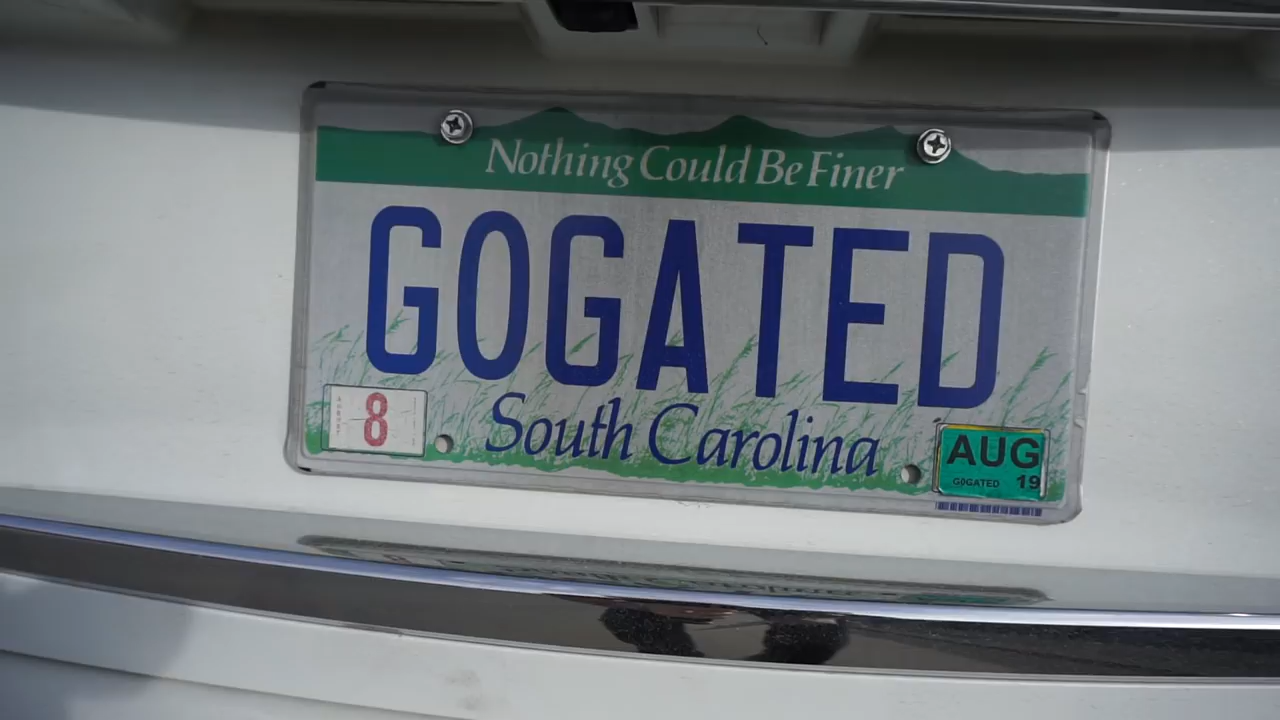 Nothing Could Be Finer
GOGATED
8
South Carolina
AUG
GOGATED 19